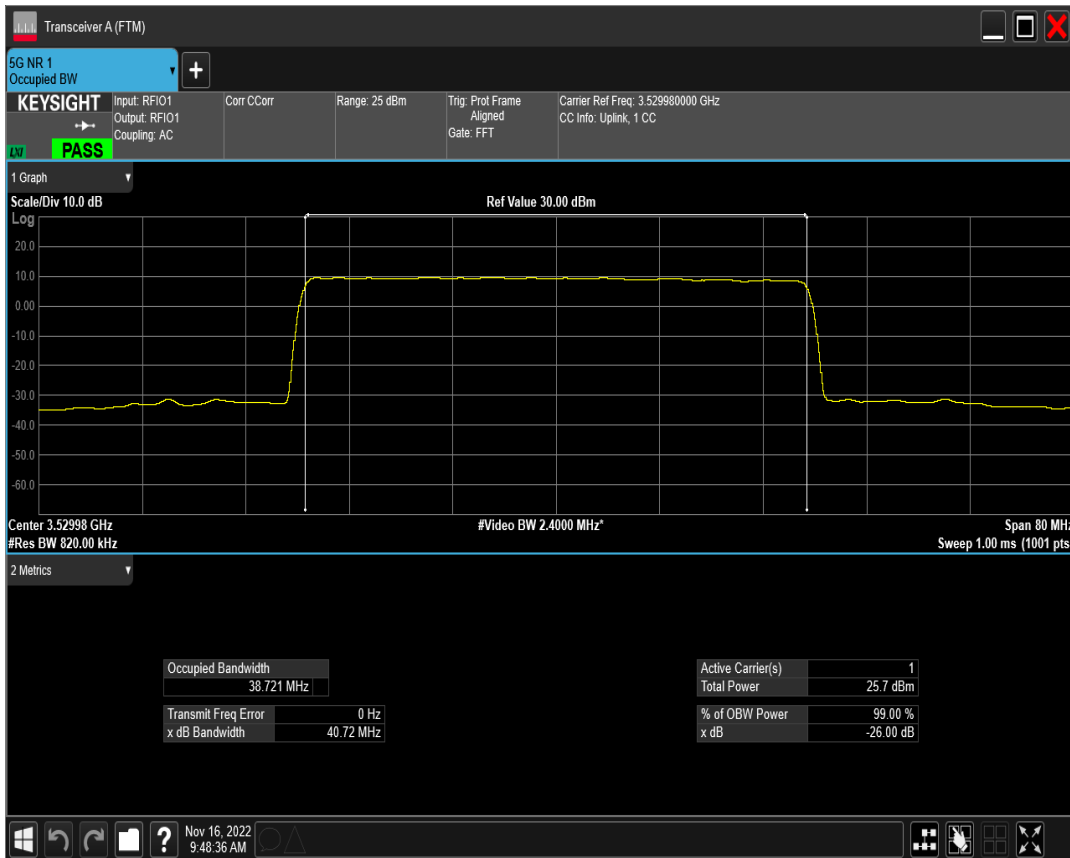 Transceiver A (FTM)
5G NR 1
Occupied BW
+
KEYSIGHT
LXI
PASS
Input: RFIO1
Output: RFIO1
Coupling: AC
Corr CCorr
Range: 25 dBm
Trig: Prot Frame
Aligned
Gate: FFT
Carrier Ref Freq: 3.529980000 GHz
CC Info: Uplink, 1 CC
1 Graph
Scale/Div 10.0 dB
Ref Value 30.00 dBm
Log
20.0
10.0
0.00
-10.0
-20.0
-30.0
-40.0
-50.0
-60.0
Center 3.52998 GHz
#Video BW 2.4000 MHz*
Span 80 MHz
#Res BW 820.00 kHz
Sweep 1.00 ms (1001 pts
2 Metrics
Occupied Bandwidth
38.721 MHz
Transmit Freq Error 0 Hz
x dB Bandwidth 40.72 MHz
Active Carrier(s) 1
Total Power 25.7 dBm
% of OBW Power 99.00 %
x dB -26.00 dB
?
Nov 16, 2022
9:48:36 AM